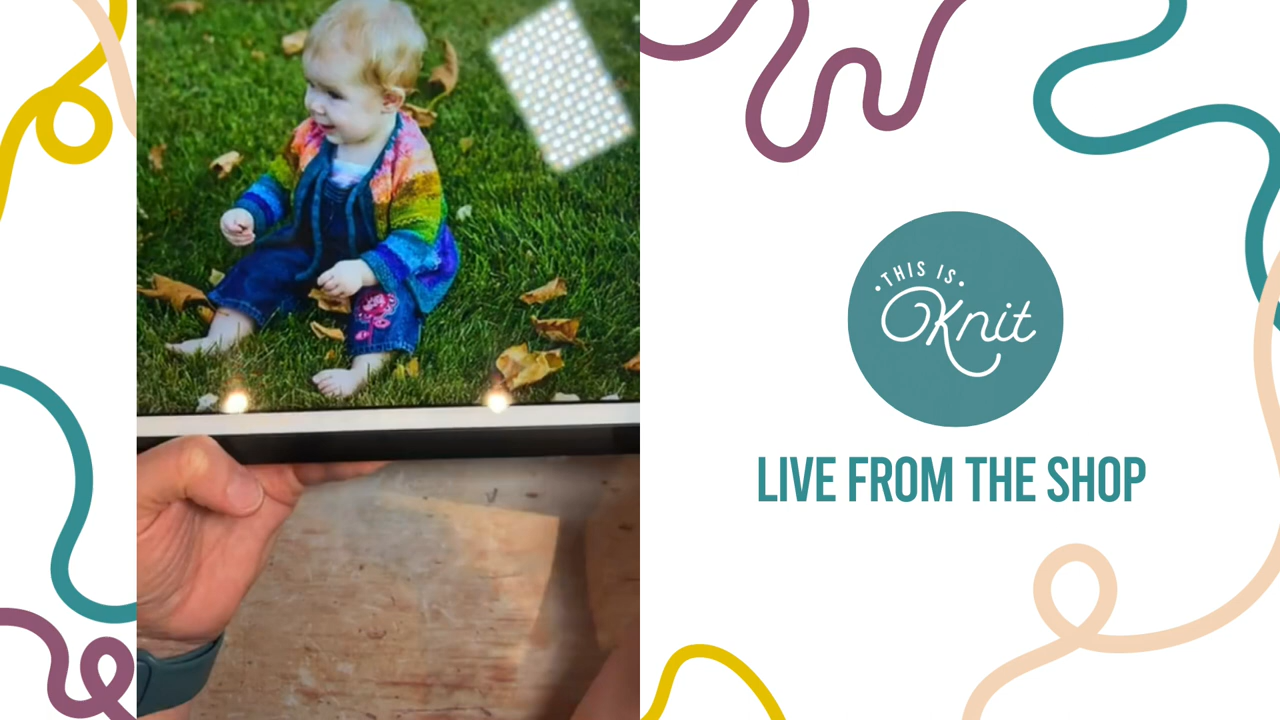 • THIS IS •
Knit
LIVE FROM THE SHOP